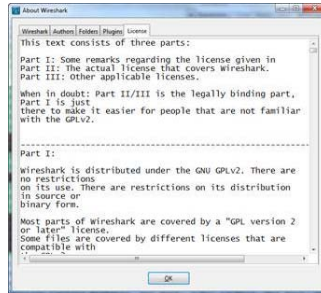 About Wireshark
Wireshark Authors Folders Plugins License
This text consists of three parts:
Part I: Some remarks regarding the license given in
Part II: The actual license that covers Wireshark.
Part III: Other applicable licenses.
When in doubt: Part II/III is the legally binding part,
Part I is just
there to make it easier for people that are not familiar
with the GPLv2.
Part I:
Wireshark is distributed under the GNU GPLv2. There are
no restrictions
on its use. There are restrictions on its distribution
in source or
binary form.
Most parts of Wireshark are covered by a "GPL version 2
or later" license.
Some files are covered by different licenses that are
compatible with
OK